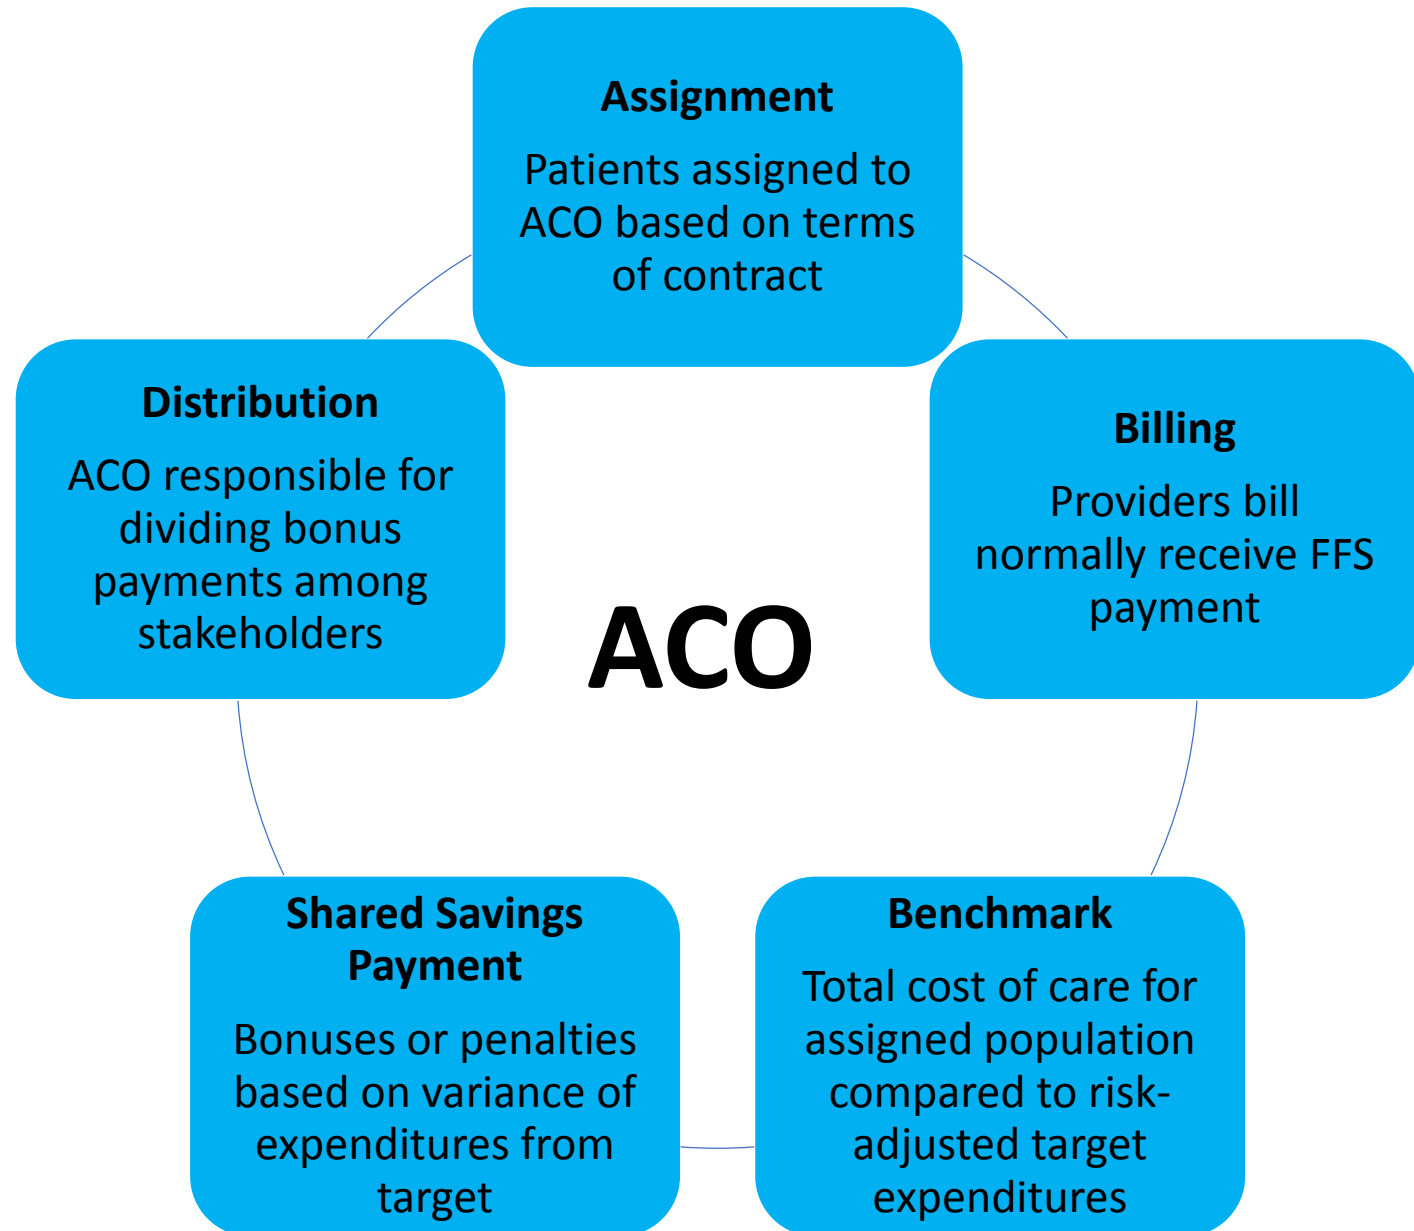 Assignment
Patients assigned to
ACO based on terms
of contract
Billing
Providers bill
normally receive FFS
payment
Benchmark
Total cost of care for
assigned population
compared to risk-
adjusted target
expenditures
Shared Savings
Payment
Bonuses or penalties
based on variance of
expenditures from
target
Distribution
ACO responsible for
dividing bonus
payments among
stakeholders
ACO